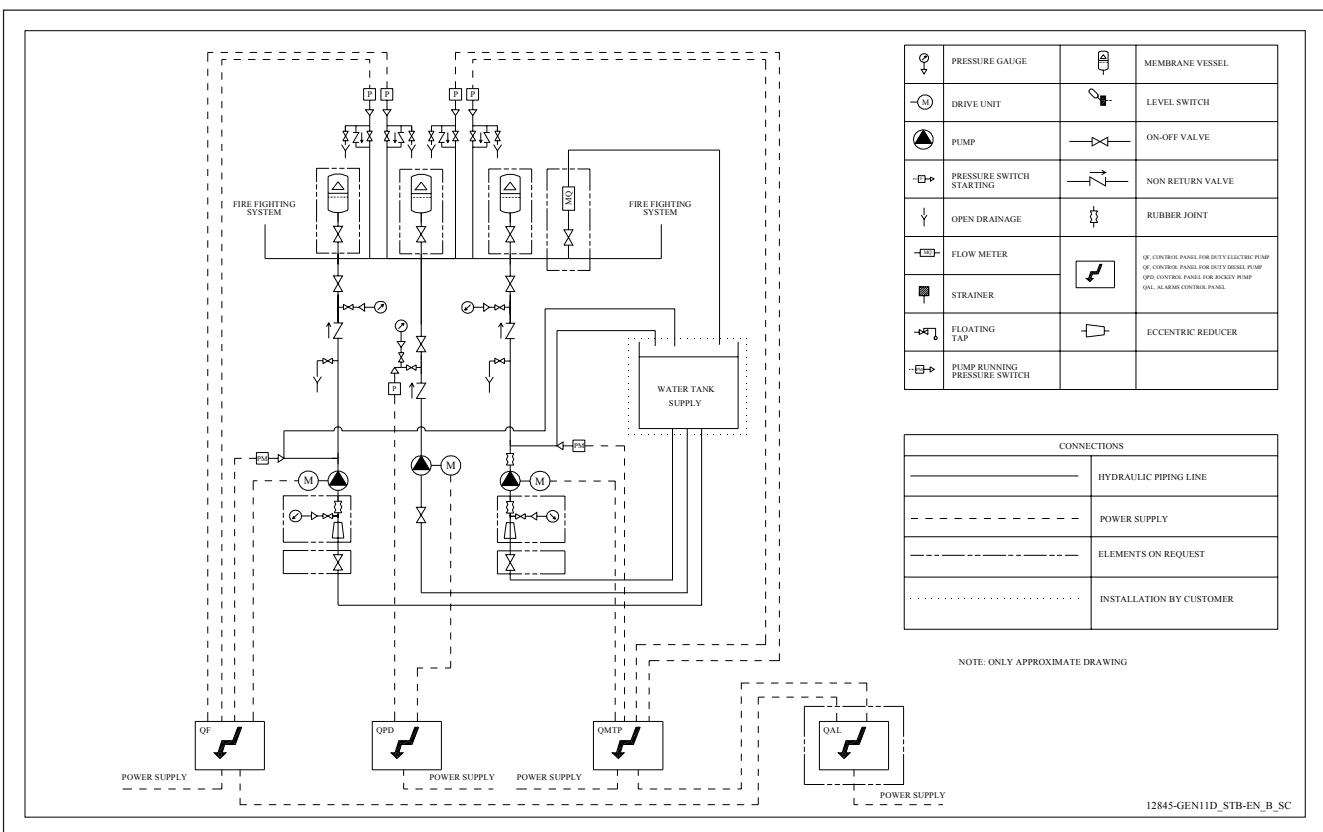 P
P
P
P
MQ
FIRE FIGHTING
SYSTEM
FIRE FIGHTING
SYSTEM
P
WATER TANK
SUPPLY
PM
PM
M
M
M
QF
QPD
QMTP
QAL
POWER SUPPLY
POWER SUPPLY
POWER SUPPLY
POWER SUPPLY
PRESSURE GAUGE
MEMBRANE VESSEL
M
DRIVE UNIT
LEVEL SWITCH
PUMP
ON-OFF VALVE
P
PRESSURE SWITCH
STARTING
NON RETURN VALVE
OPEN DRAINAGE
RUBBER JOINT
MQ
FLOW METER
QF, CONTROL PANEL FOR DUTY ELECTRIC PUMP
QF, CONTROL PANEL FOR DUTY DIESEL PUMP
QPD, CONTROL PANEL FOR JOCKEY PUMP
QAL, ALARMS CONTROL PANEL
STRAINER
FLOATING
TAP
ECCENTRIC REDUCER
PM
PUMP RUNNING
PRESSURE SWITCH
CONNECTIONS
HYDRAULIC PIPING LINE
POWER SUPPLY
ELEMENTS ON REQUEST
INSTALLATION BY CUSTOMER
NOTE: ONLY APPROXIMATE DRAWING
12845-GEN11D_STB-EN_B_SC